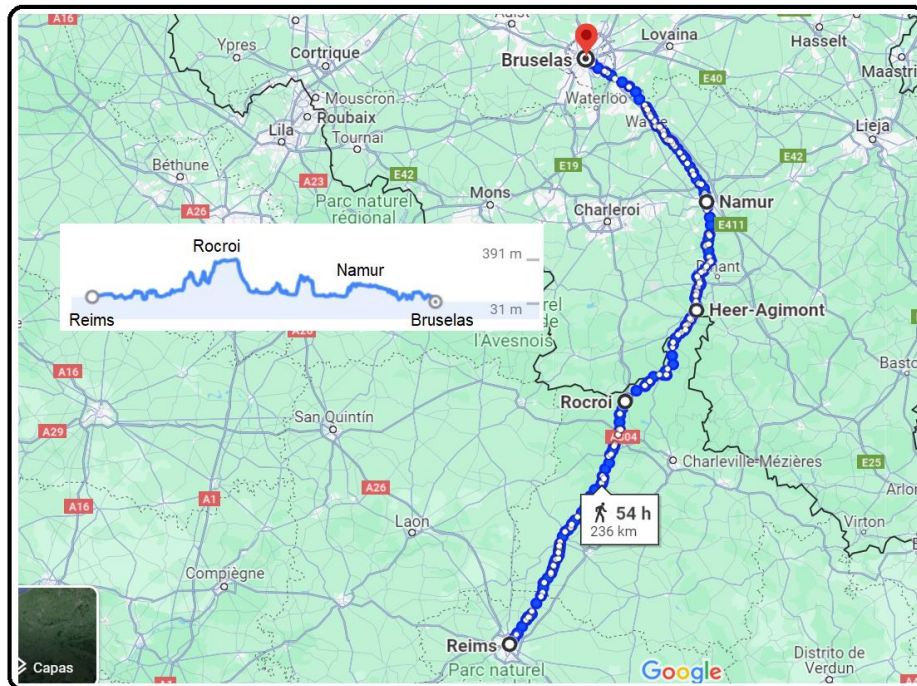 A16
Aalst
Ypres
Cortrique
Bruselas
Lovaina
Hasselt
E40
Maastri
Mouscron
Roubaix
Lila
Tournai
Waterloo
Lieja
Béthune
A23
E42
E19
E42
Mons
Charleroi
Namur
A26
Parc naturel
régional
E411
Dinant
Rocroi
391 m
Namur
31 m
Reims
Bruselas
de
l'Avesnois
Heer-Agimont
A16
Basto
Rocroi
San Quintín
A29
A304
Charleville-Mézières
A26
E25
A16
A1
54 h
236 km
Arlon
Virton
Laon
Compiègne
Reims
Parc naturel
Capas
Google
Distrito de
Verdun
A4